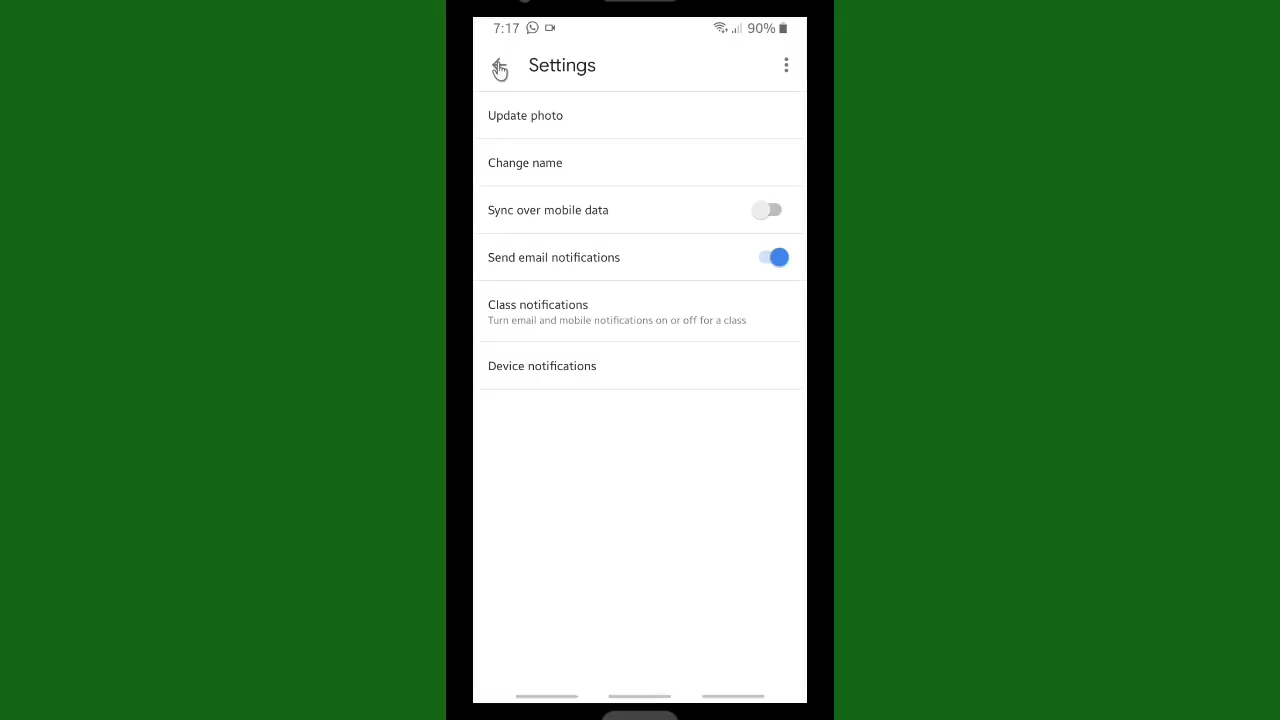 7:17 90%
Settings
Update photo
Change name
Sync over mobile data
Send email notifications
Class notifications
Turn email and mobile notifications on or off for a class
Device notifications